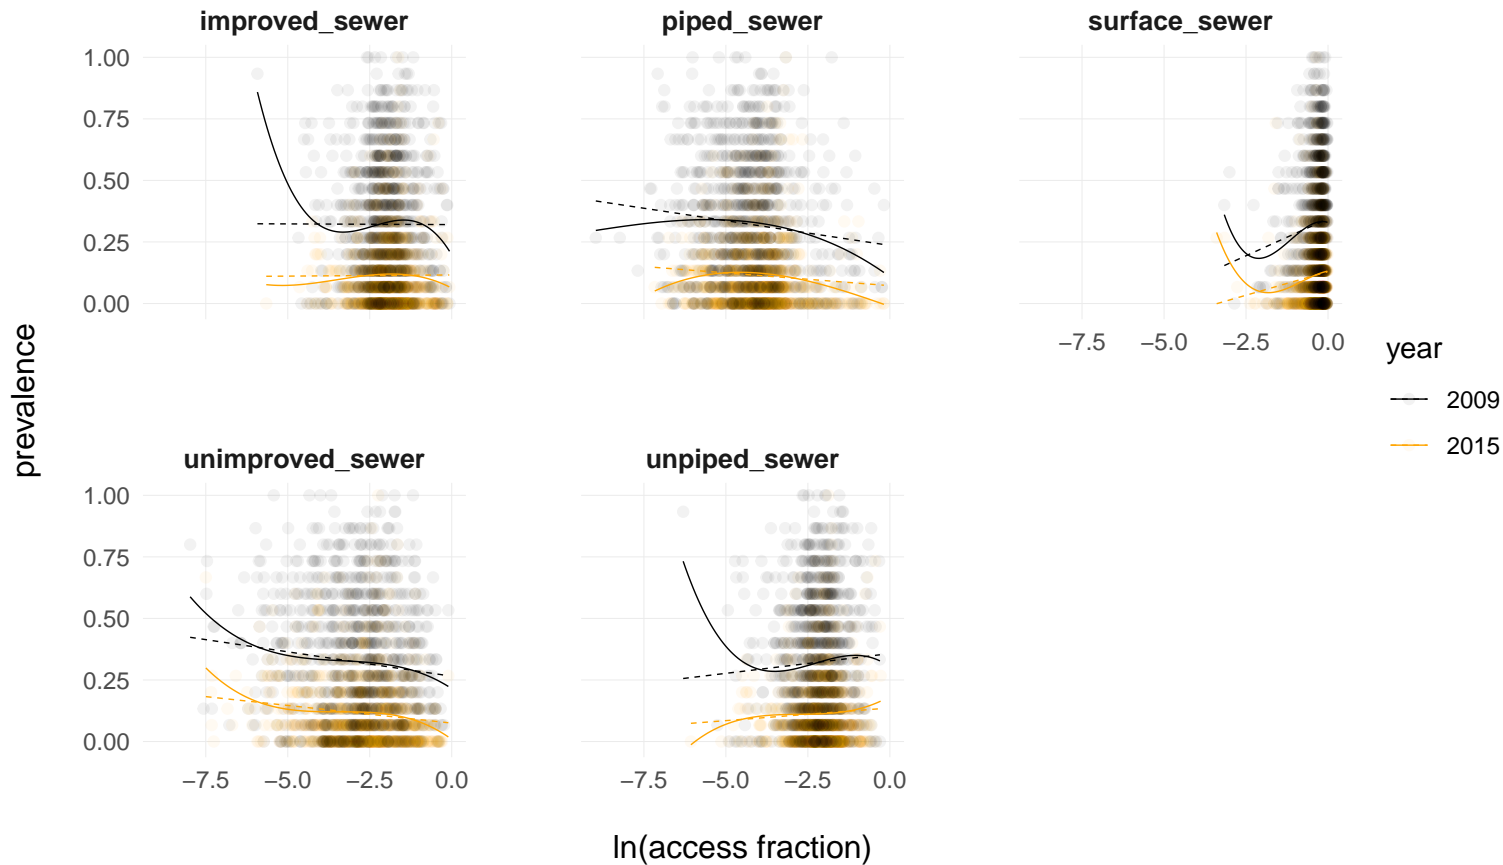 improved_sewer
piped_sewer
surface_sewer
1.00
0.75
0.50
0.25
0.00
−7.5 −5.0 −2.5 0.0
prevalence
year
2009
2015
unimproved_sewer
unpiped_sewer
1.00
0.75
0.50
0.25
0.00
−7.5 −5.0 −2.5 0.0
−7.5 −5.0 −2.5 0.0
ln(access fraction)